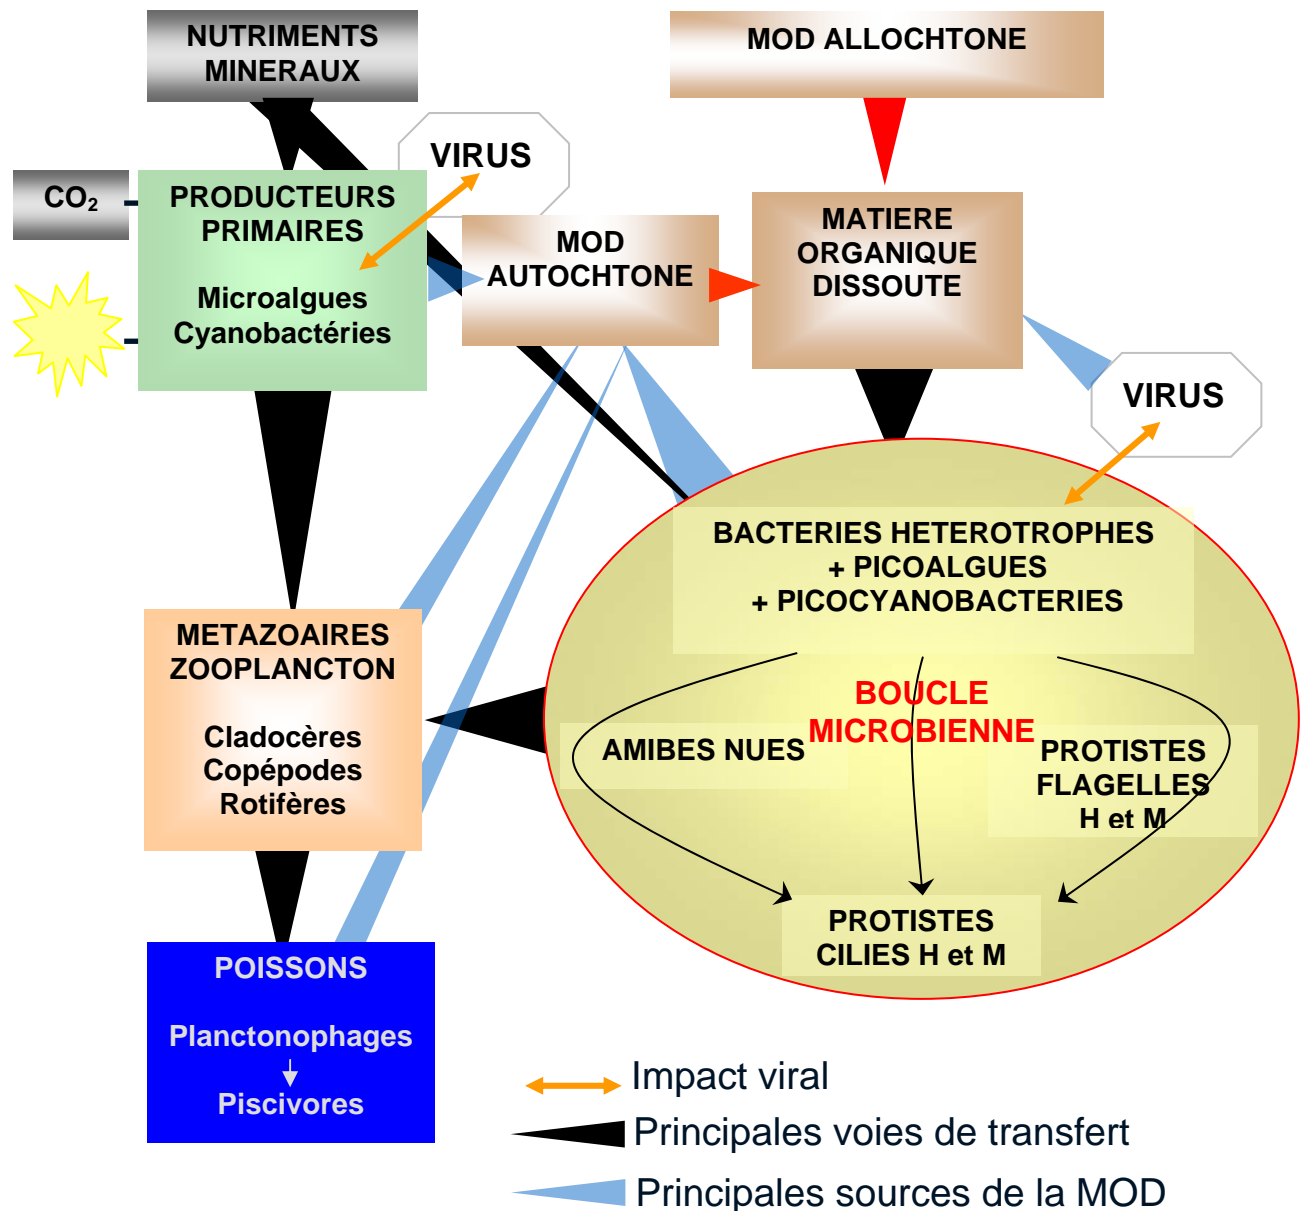 NUTRIMENTS
MINERAUX
MOD ALLOCHTONE
VIRUS
CO₂
PRODUCTEURS
PRIMAIRES
Microalgues
Cyanobactéries
MOD
AUTOCHTONE
MATIERE
ORGANIQUE
DISSOUTE
VIRUS
BACTERIES HETEROTROPHES
+ PICOALGUES
+ PICOCYANOBACTERIES
METAZOAIRES
ZOOPLANCTON
Cladocères
Copépodes
Rotifères
BOUCLE
MICROBIENNE
AMIBES NUES
PROTISTES
FLAGELLES
H et M
PROTISTES
CILIES H et M
POISSONS
Planctonophages
Piscivores
Impact viral
Principales voies de transfert
Principales sources de la MOD